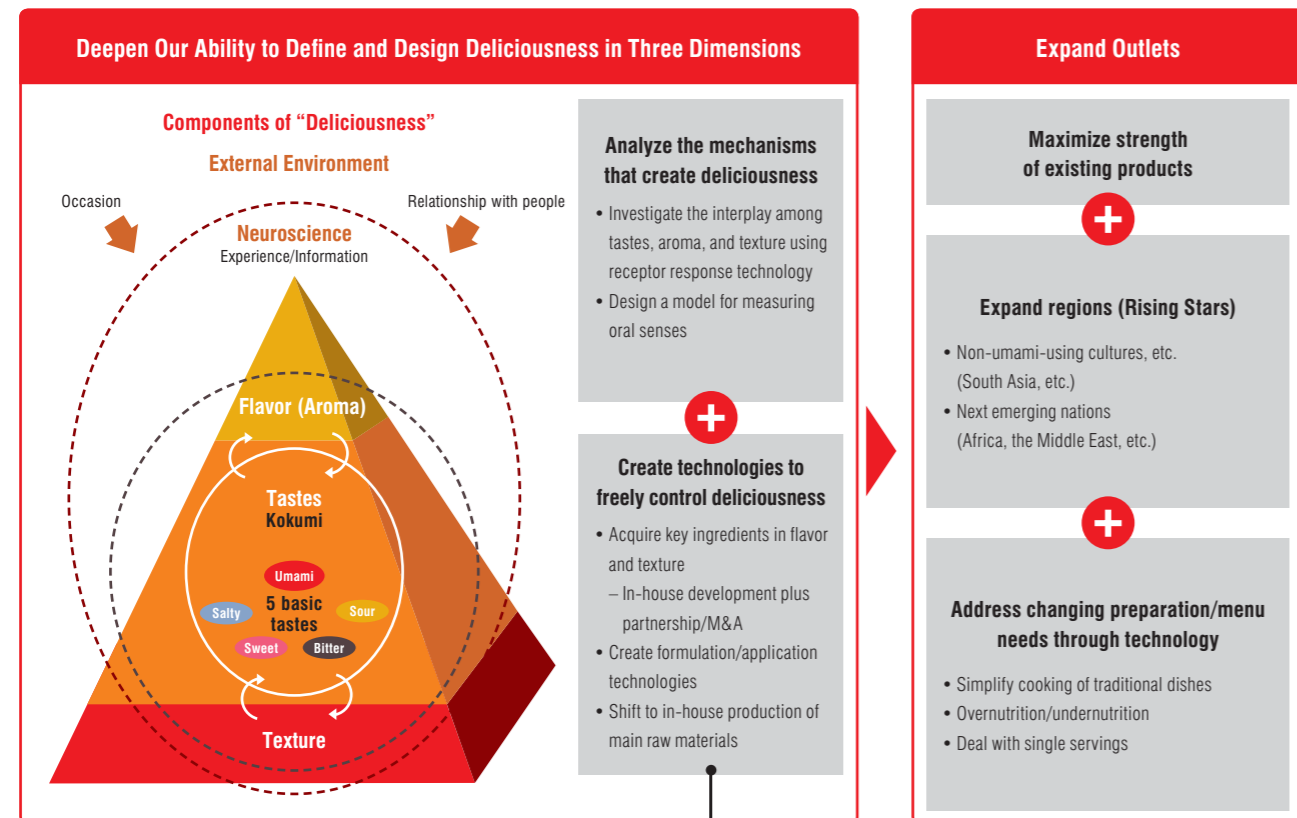 Deepen Our Ability to Define and Design Deliciousness in Three Dimensions
Components of “Deliciousness”
External Environment
Occasion
Relationship with people
Neuroscience
Experience/Information
Flavor (Aroma)
Tastes
Kokumi
Umami
Salty
5 basic
tastes
Sour
Sweet
Bitter
Texture
Analyze the mechanisms
that create deliciousness
• Investigate the interplay among
tastes, aroma, and texture using
receptor response technology
• Design a model for measuring
oral senses
+
Create technologies to
freely control deliciousness
• Acquire key ingredients in flavor
and texture
– In-house development plus
partnership/M&A
• Create formulation/application
technologies
• Shift to in-house production of
main raw materials
Expand Outlets
Maximize strength
of existing products
+
Expand regions (Rising Stars)
• Non-umami-using cultures, etc.
(South Asia, etc.)
• Next emerging nations
(Africa, the Middle East, etc.)
+
Address changing preparation/menu
needs through technology
• Simplify cooking of traditional dishes
• Overnutrition/undernutrition
• Deal with single servings